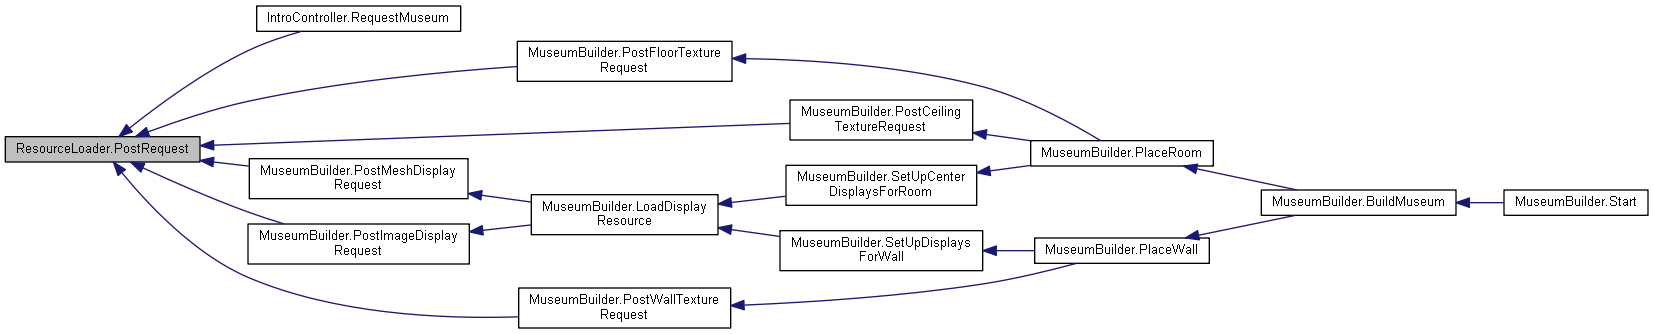 IntroController.RequestMuseum
MuseumBuilder.PostFloorTexture
Request
MuseumBuilder.PostCeiling
TextureRequest
ResourceLoader.PostRequest
MuseumBuilder.PlaceRoom
MuseumBuilder.PostMeshDisplay
Request
MuseumBuilder.SetUpCenter
DisplaysForRoom
MuseumBuilder.LoadDisplay
Resource
MuseumBuilder.BuildMuseum
MuseumBuilder.Start
MuseumBuilder.PostImageDisplay
Request
MuseumBuilder.SetUpDisplays
ForWall
MuseumBuilder.PlaceWall
MuseumBuilder.PostWallTexture
Request